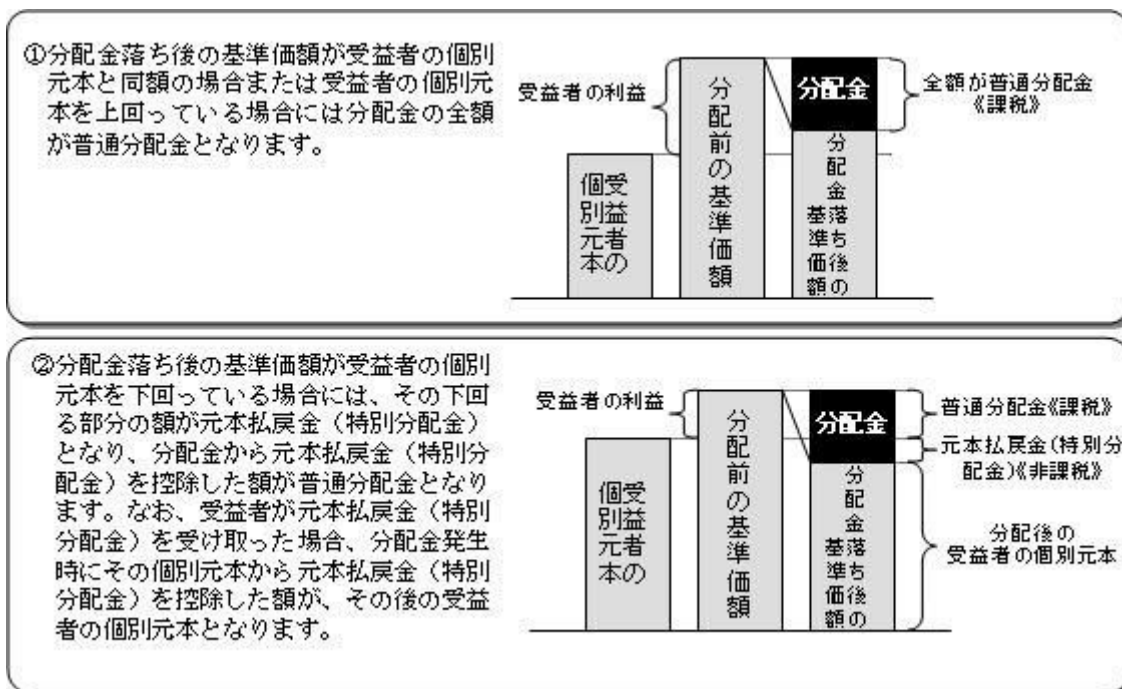 ①分配金落ち後の基準価額が受益者の個別
元本と同額の場合または受益者の個別元
本を上回っている場合には分配金の全額
が普通分配金となります。
受益者の利益
受益者の
個別元本
分配前の基準価額
分配金
分配金落ち後の
基準価額
全額が普通分配金
《課税》
②分配金落ち後の基準価額が受益者の個別
元本を下回っている場合には、その下回
る部分の額が元本払戻金（特別分配金）
となり、分配金から元本払戻金（特別分
配金）を控除した額が普通分配金となり
ます。なお、受益者が元本払戻金（特別
分配金）を受け取った場合、分配金発生
時にその個別元本から元本払戻金（特別
分配金）を控除した額が、その後の受益
者の個別元本となります。
受益者の利益
受益者の
個別元本
分配前の基準価額
分配金
分配金落ち後の
基準価額
普通分配金《課税》
元本払戻金(特別分
配金)《非課税》
分配後の
受益者の個別元本